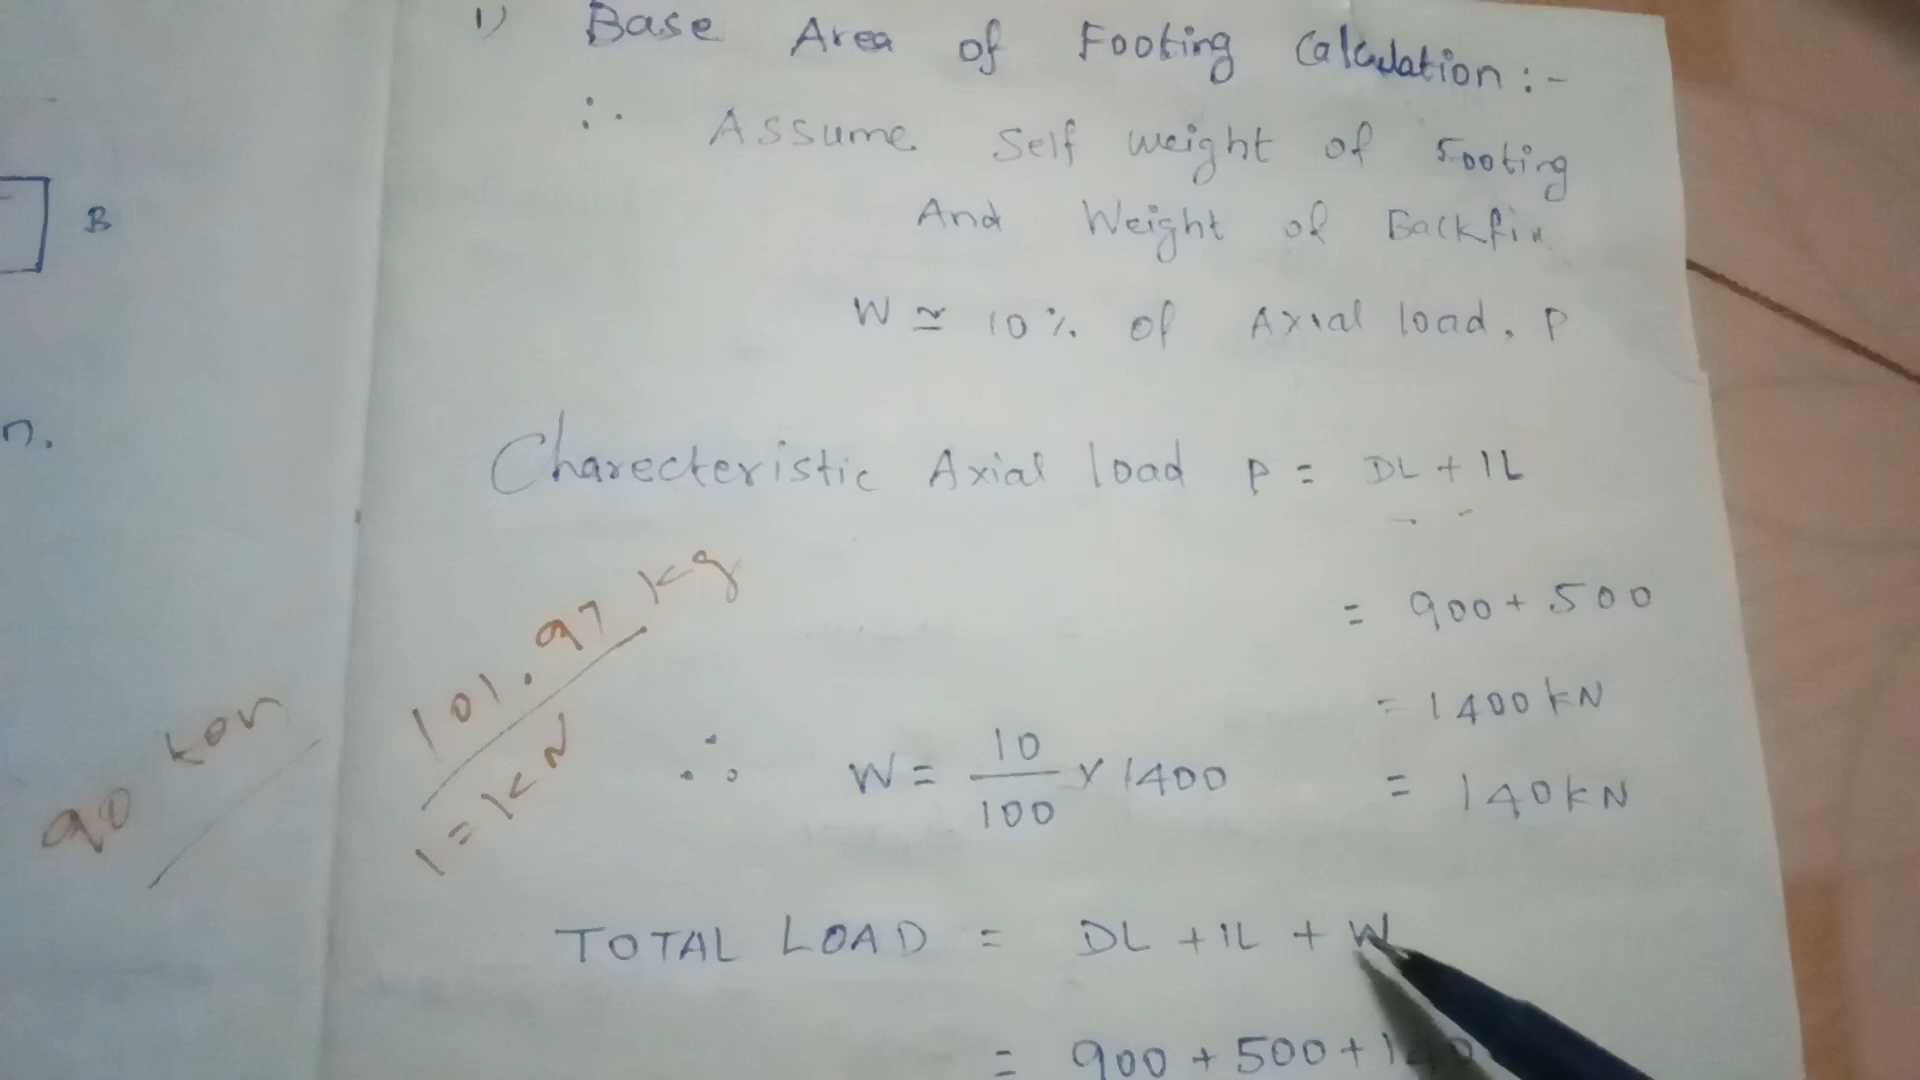 1) Base Area of Footing Calculation :-
∴ Assume Self weight of Footing
And Weight of Backfill
W ≃ 10% of Axial load, P
B
n.
Charecteristic Axial load P = DL + IL
= 900 + 500
= 1400 KN
101.97 kg
1 = KN
90 ton
∴ W = 10/100 × 1400 = 140 KN
TOTAL LOAD = DL + IL + W
= 900 + 500 + 140